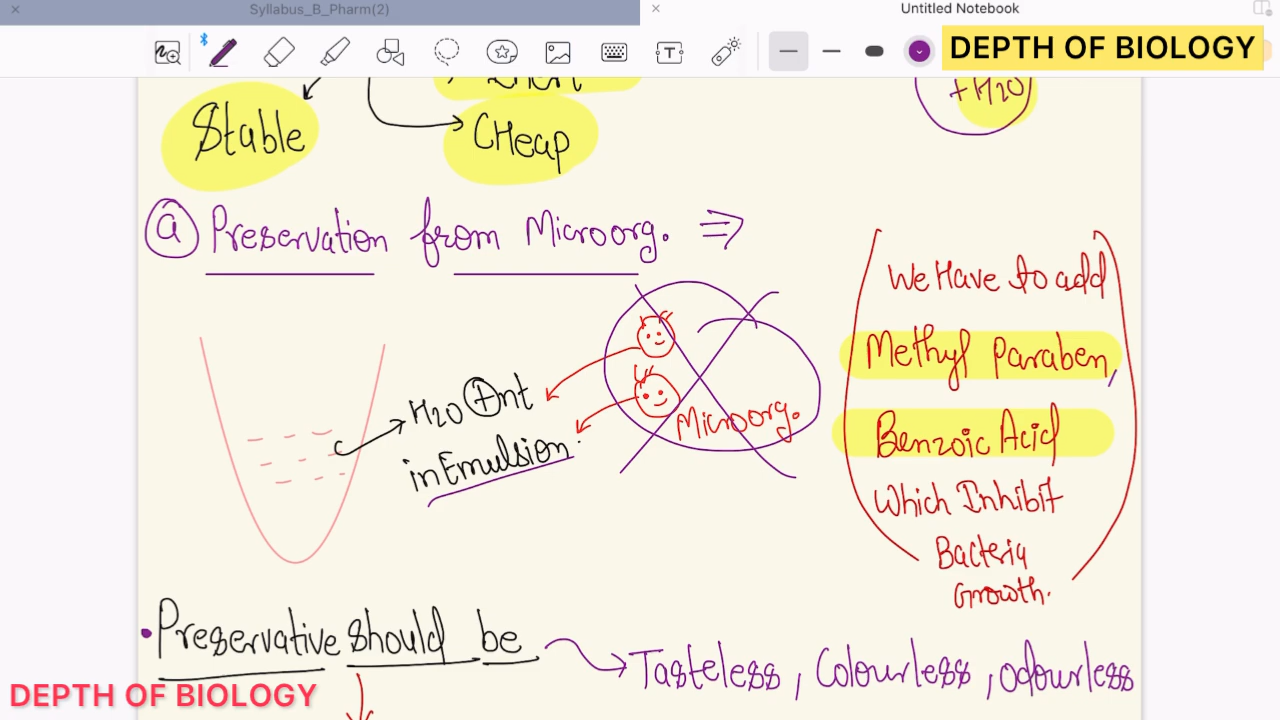 Syllabus_B_Pharm(2)
Untitled Notebook
DEPTH OF BIOLOGY
Stable
CHeap
+H2O
a Preservation from Microorg. ⇒
We Have to add
Methyl Paraben,
Benzoic Acid
Which Inhibit
Bacteria
Growth.
H2O Int
in Emulsion.
Microorg.
• Preservative should be
Tasteless, Colourless, odourless
DEPTH OF BIOLOGY